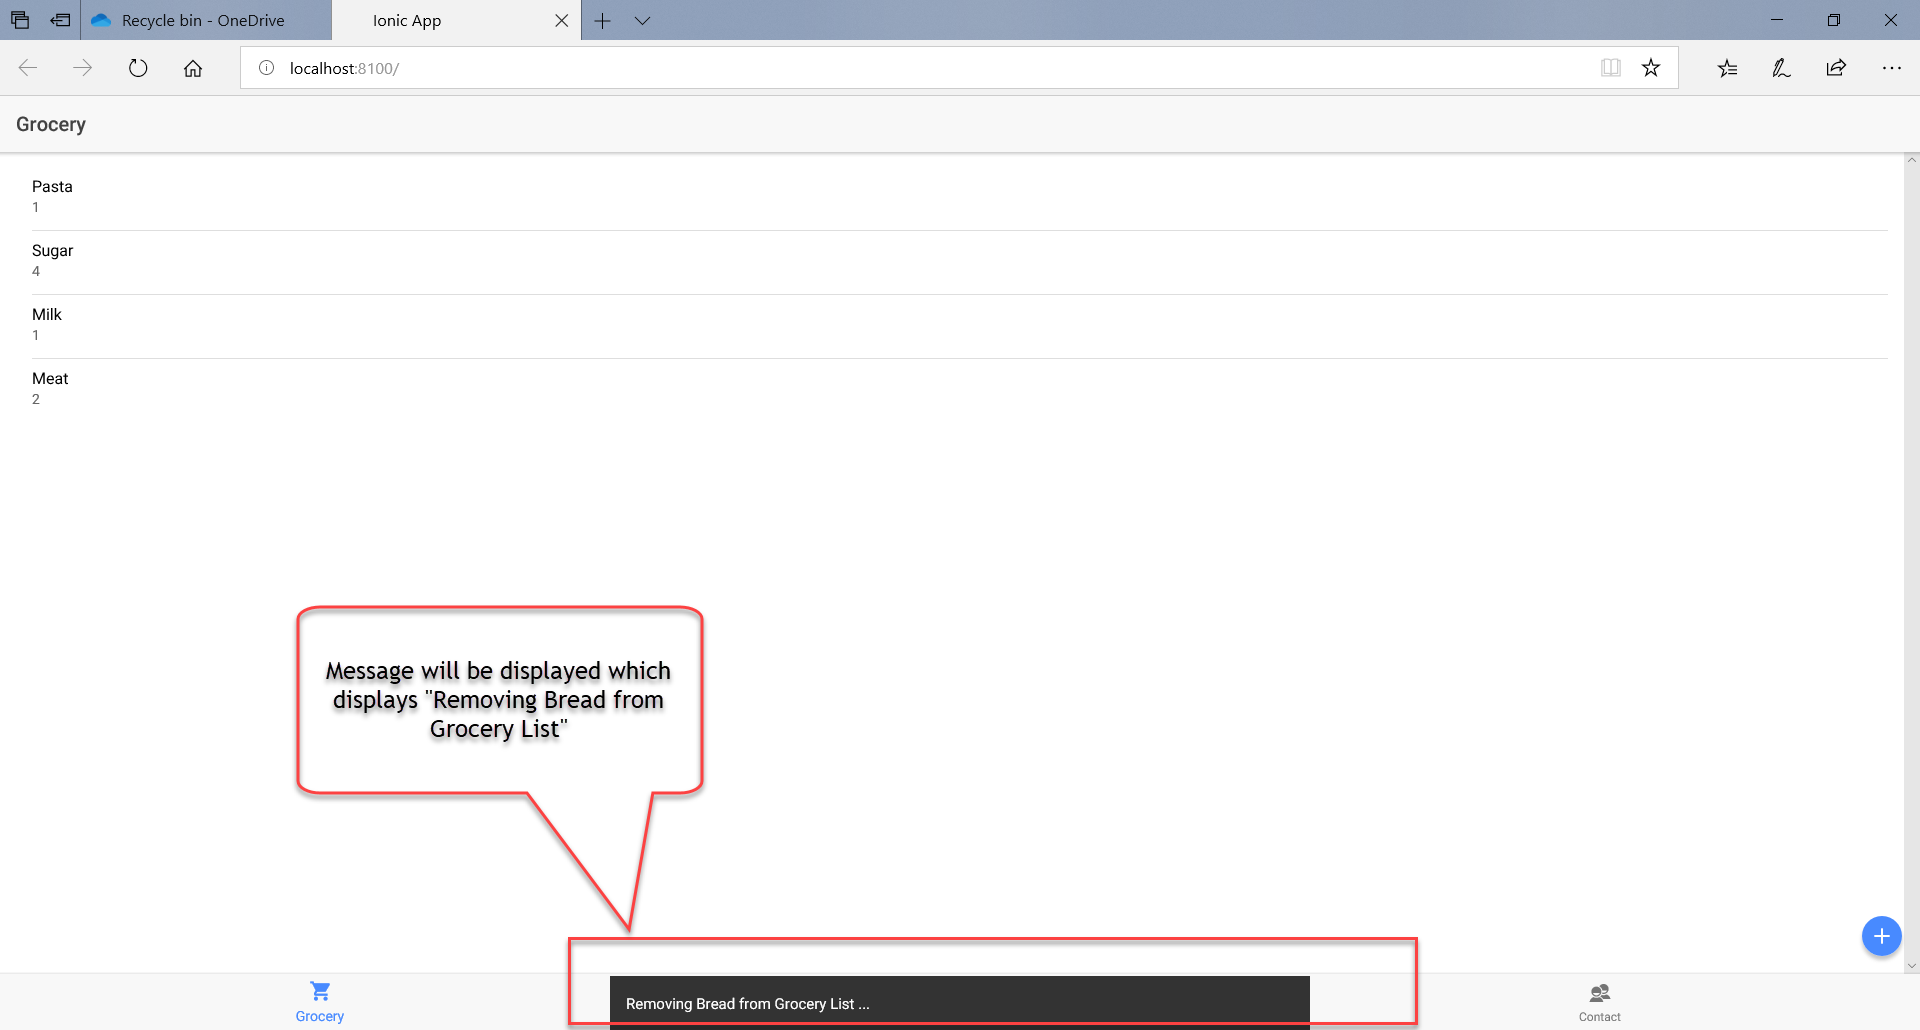 Recycle bin - OneDrive
Ionic App
localhost:8100/
Grocery
Pasta
1
Sugar
4
Milk
1
Meat
2
Message will be displayed which
displays "Removing Bread from
Grocery List"
Removing Bread from Grocery List ...
Grocery
Contact